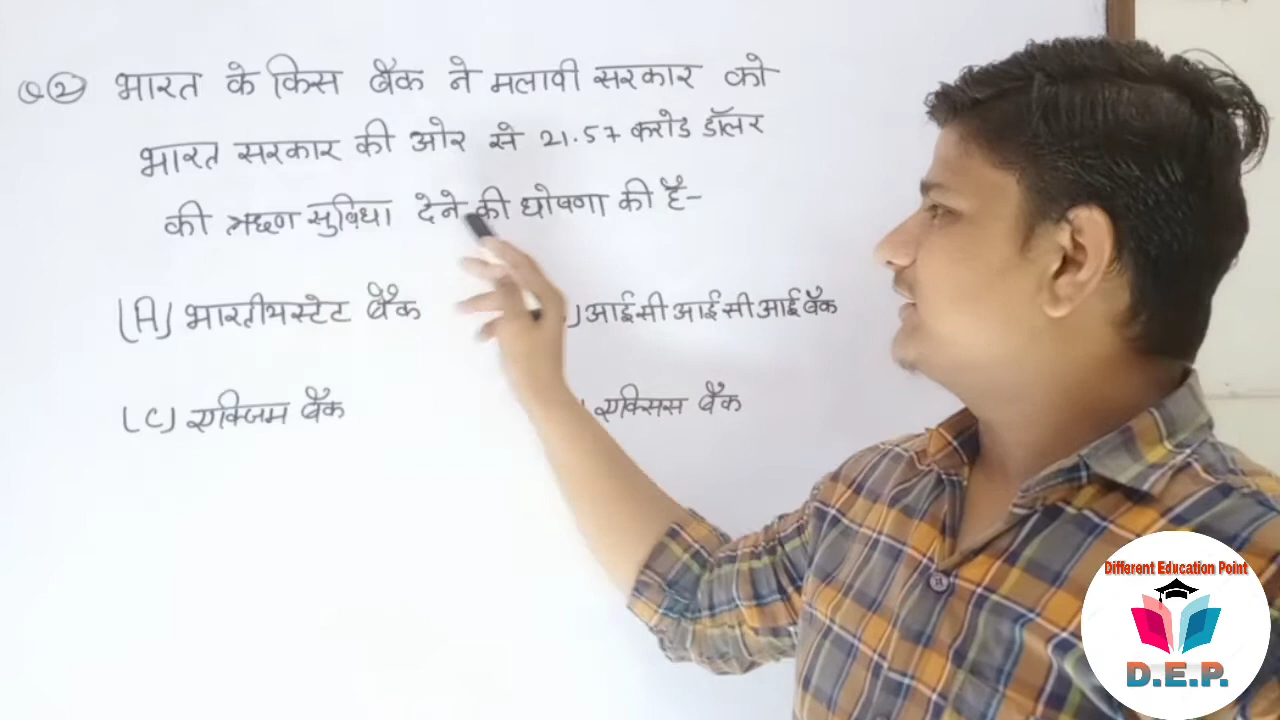 Q② भारत के किस बैंक ने मलावी सरकार को
भारत सरकार की ओर से 21.57 करोड डॉलर
की ऋण सुविधा देने की घोषणा की है-
(A) भारतीय स्टेट बैंक ) आईसीआईसीआई बैंक
(C) एक्जिम बैंक ) एक्सिस बैंक
Different Education Point
D.E.P.